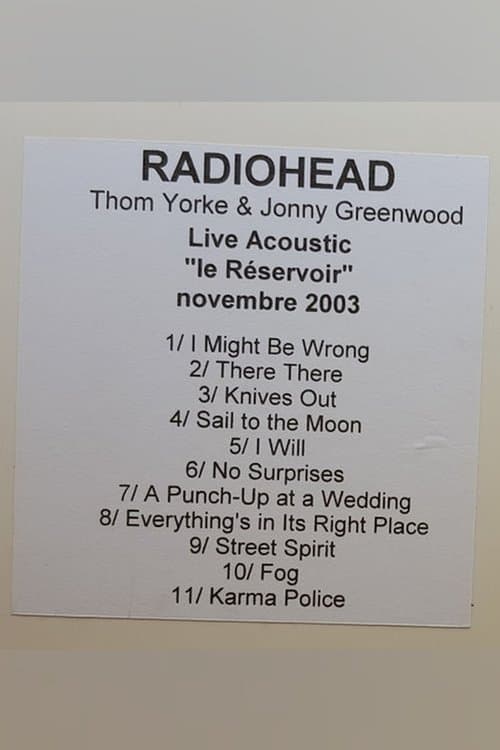 RADIOHEAD
Thom Yorke & Jonny Greenwood
Live Acoustic
"le Réservoir"
novembre 2003
1/ I Might Be Wrong
2/ There There
3/ Knives Out
4/ Sail to the Moon
5/ I Will
6/ No Surprises
7/ A Punch-Up at a Wedding
8/ Everything's in Its Right Place
9/ Street Spirit
10/ Fog
11/ Karma Police